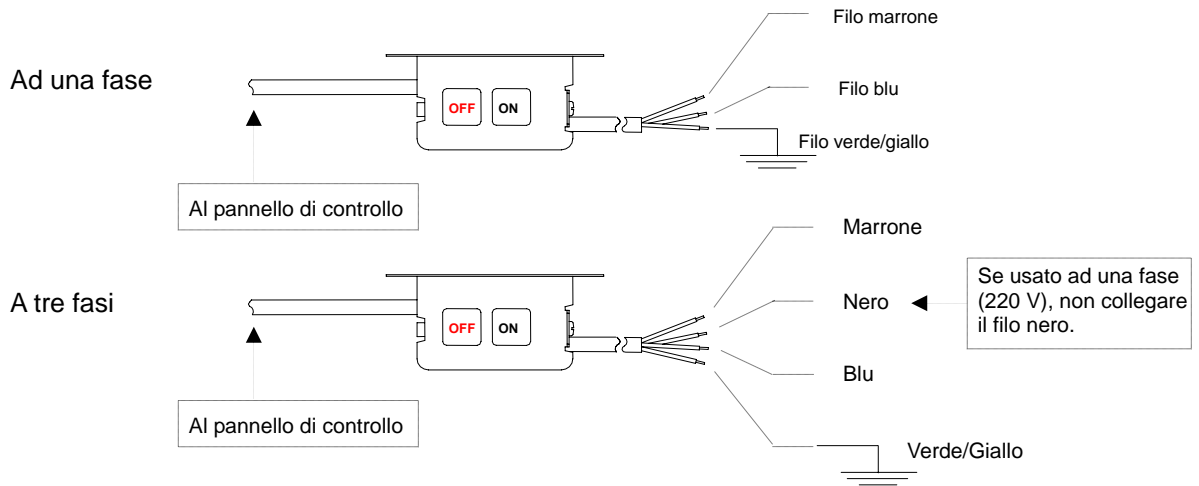 Filo marrone
Ad una fase
Filo blu
OFF ON
Filo verde/giallo
Al pannello di controllo
Marrone
A tre fasi
Nero
Se usato ad una fase
(220 V), non collegare
il filo nero.
OFF ON
Blu
Al pannello di controllo
Verde/Giallo